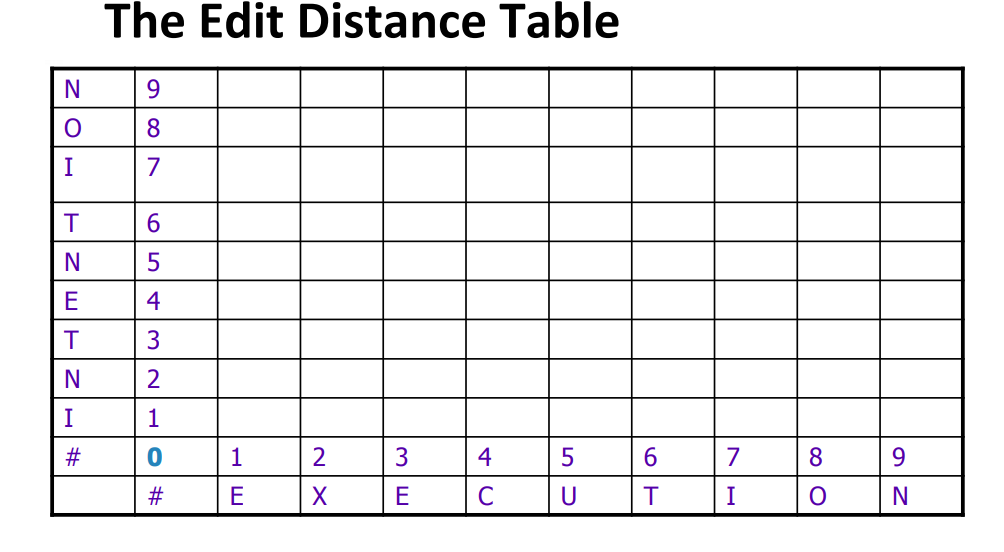 The Edit Distance Table
N 9
O 8
I 7
T 6
N 5
E 4
T 3
N 2
I 1
# 0 1 2 3 4 5 6 7 8 9
# E X E C U T I O N